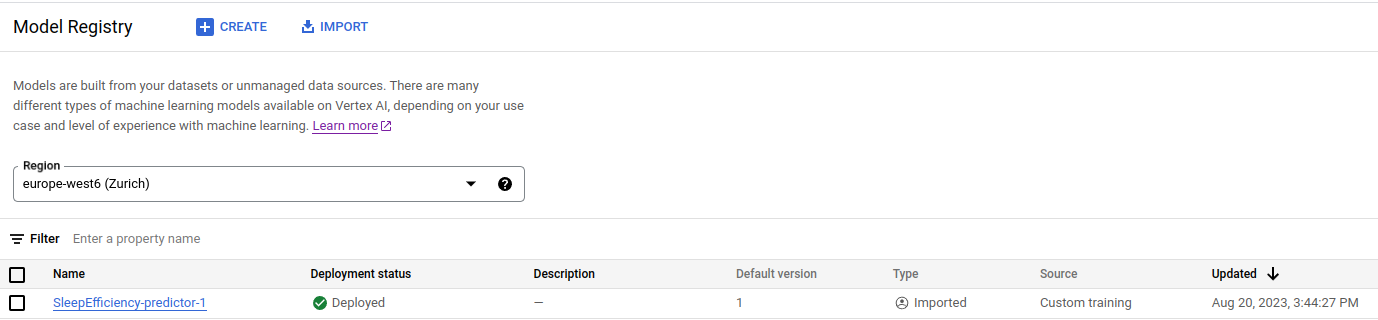 Model Registry CREATE IMPORT
Models are built from your datasets or unmanaged data sources. There are many
different types of machine learning models available on Vertex AI, depending on your use
case and level of experience with machine learning. Learn more
Region
europe-west6 (Zurich)
Filter Enter a property name
Name Deployment status Description Default version Type Source Updated
SleepEfficiency-predictor-1 Deployed — 1 Imported Custom training Aug 20, 2023, 3:44:27 PM